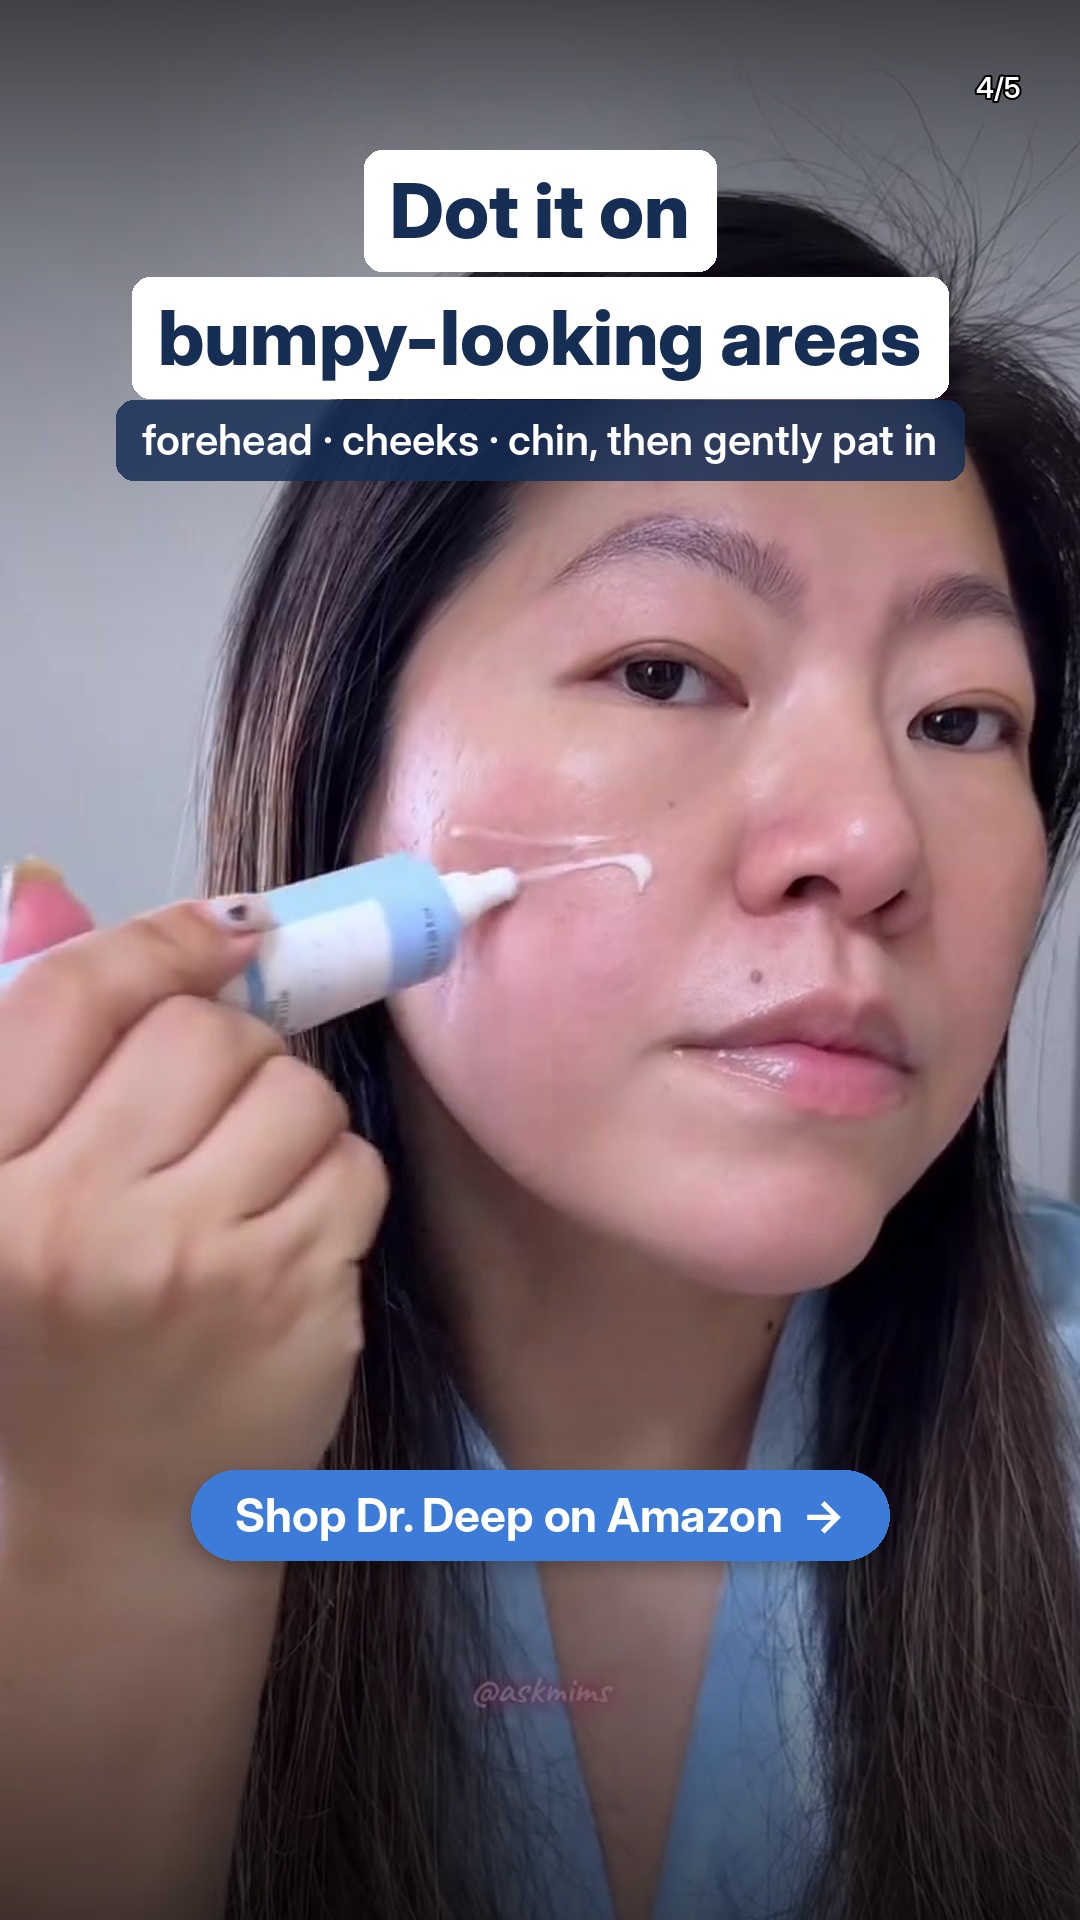 4/5
Dot it on
bumpy-looking areas
forehead · cheeks · chin, then gently pat in
Shop Dr. Deep on Amazon →
@askmims